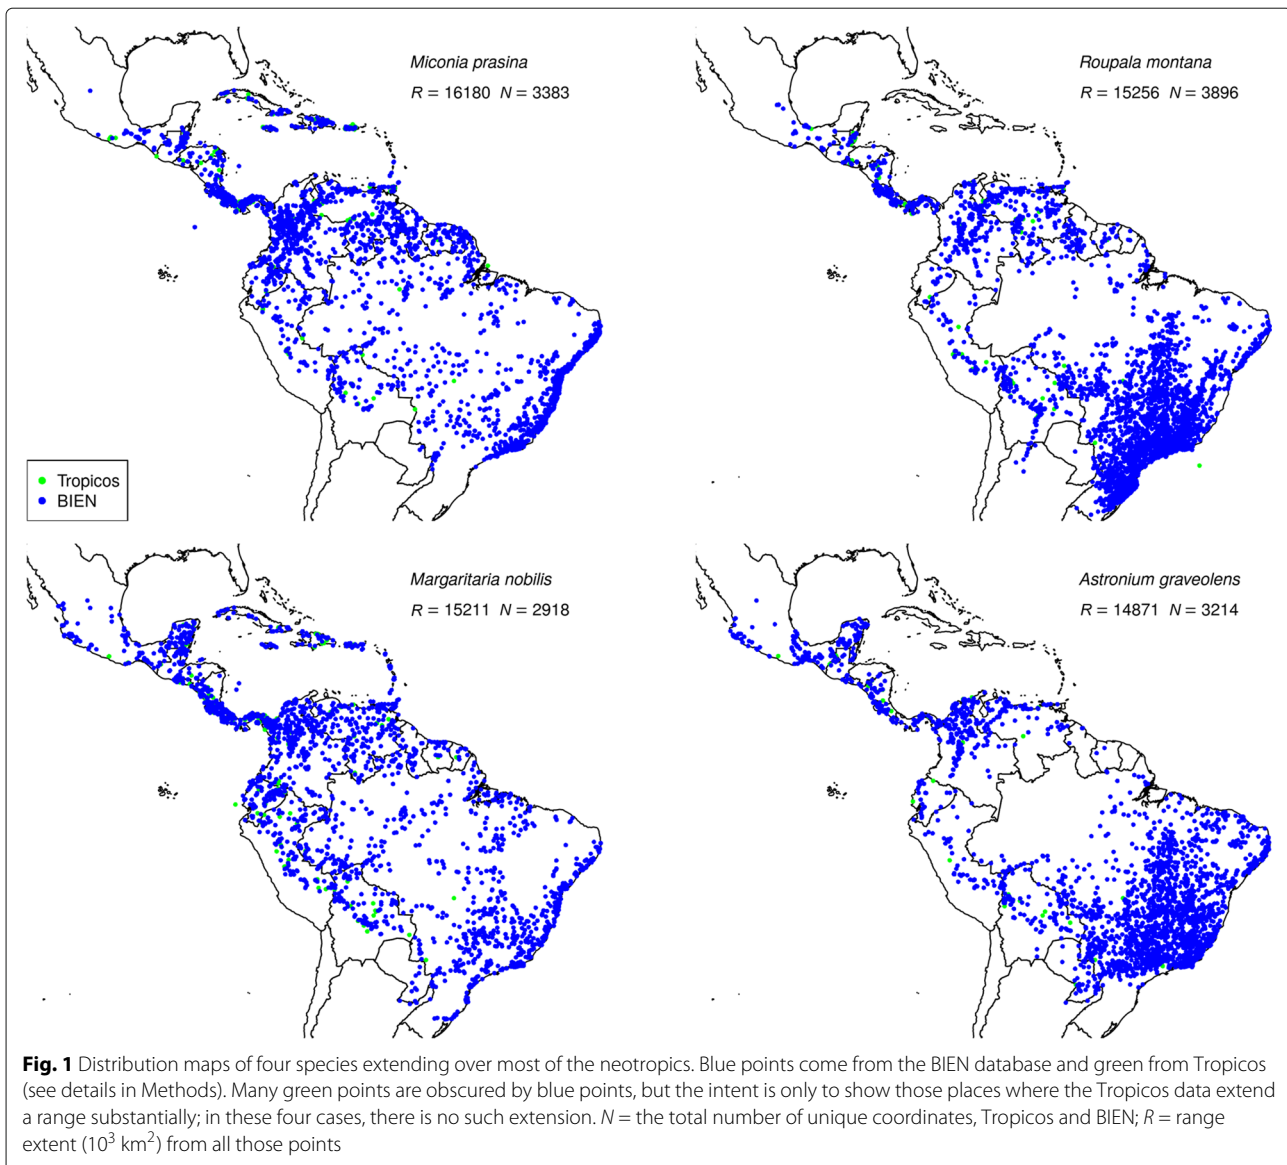 Miconia prasina
R = 16180 N = 3383
Roupala montana
R = 15256 N = 3896
Tropicos
BIEN
Margaritaria nobilis
R = 15211 N = 2918
Astronium graveolens
R = 14871 N = 3214
Fig. 1 Distribution maps of four species extending over most of the neotropics. Blue points come from the BIEN database and green from Tropicos
(see details in Methods). Many green points are obscured by blue points, but the intent is only to show those places where the Tropicos data extend
a range substantially; in these four cases, there is no such extension. N = the total number of unique coordinates, Tropicos and BIEN; R = range
extent (10³ km²) from all those points